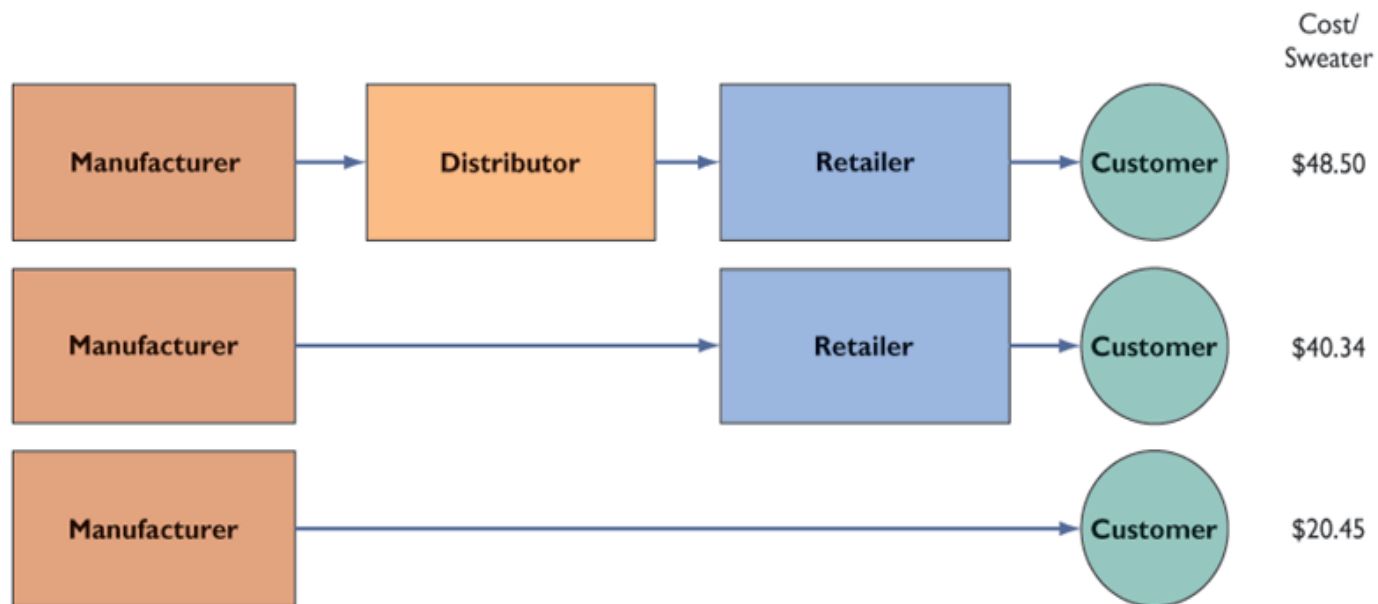 Cost/
Sweater
Manufacturer
Distributor
Retailer
Customer
$48.50
Manufacturer
Retailer
Customer
$40.34
Manufacturer
Customer
$20.45